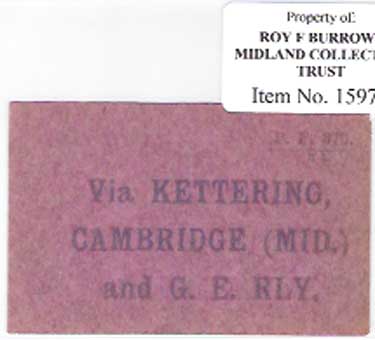 Property of:
ROY F BURROW
MIDLAND COLLECT
TRUST
Item No. 1597
Via KETTERING,
CAMBRIDGE (MID.)
and G. E. RLY.